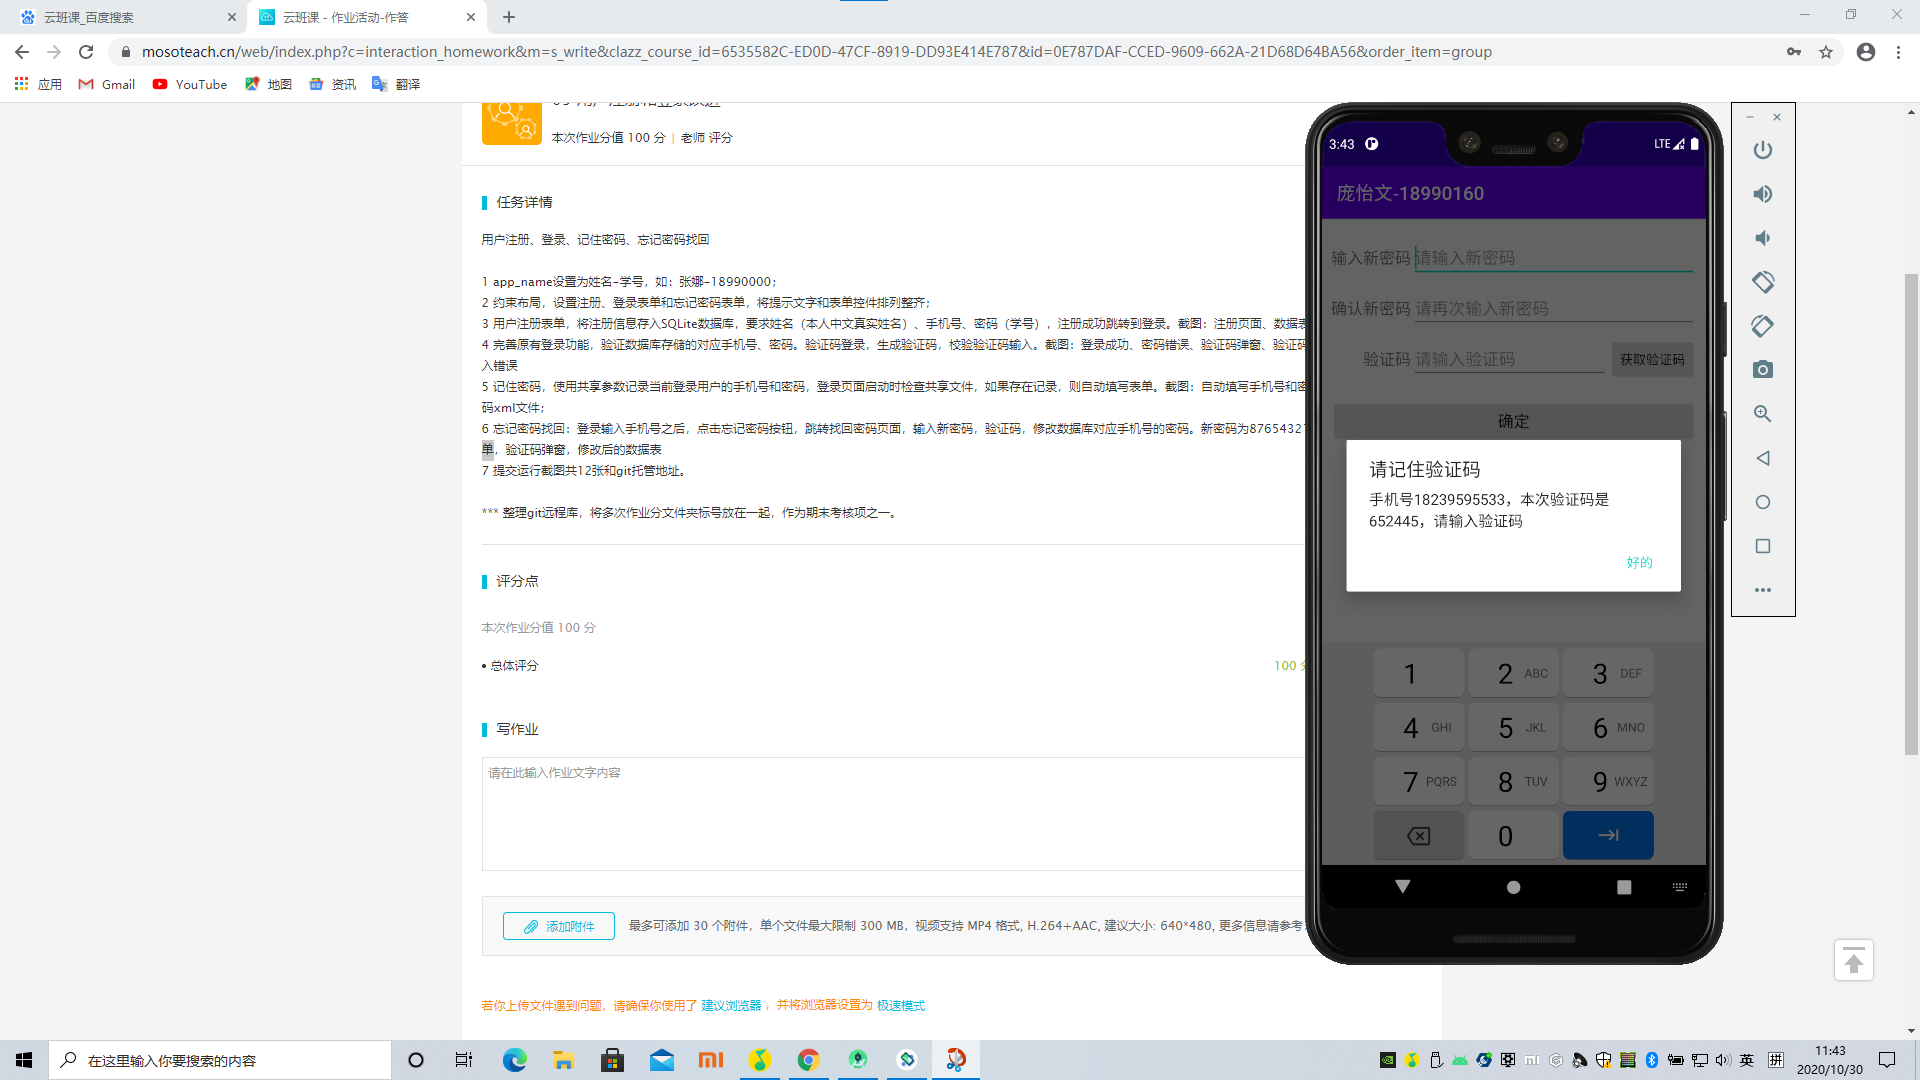 云班课_百度搜索
云班课 - 作业活动-作答
mosoteach.cn/web/index.php?c=interaction_homework&m=s_write&clazz_course_id=6535582C-ED0D-47CF-8919-DD93E414E787&id=0E787DAF-CCED-9609-662A-21D68D64BA56&order_item=group
应用 Gmail YouTube 地图 资讯 翻译
本次作业分值 100 分 | 老师 评分
任务详情
用户注册、登录、记住密码、忘记密码找回
1 app_name设置为姓名-学号，如：张娜-18990000；
2 约束布局，设置注册、登录表单和忘记密码表单，将提示文字和表单控件排列整齐；
3 用户注册表单，将注册信息存入SQLite数据库，要求姓名（本人中文真实姓名）、手机号、密码（学号），注册成功跳转到登录。截图：注册页面、数据表
4 完善原有登录功能，验证数据库存储的对应手机号、密码。验证码登录，生成验证码，校验验证码输入。截图：登录成功、密码错误、验证码弹窗、验证码
入错误
5 记住密码，使用共享参数记录当前登录用户的手机号和密码，登录页面启动时检查共享文件，如果存在记录，则自动填写表单。截图：自动填写手机号和密
码xml文件；
6 忘记密码找回：登录输入手机号之后，点击忘记密码按钮，跳转找回密码页面，输入新密码，验证码，修改数据库对应手机号的密码。新密码为8765432
单，验证码弹窗，修改后的数据表
7 提交运行截图共12张和git托管地址。
*** 整理git远程库，将多次作业分文件夹标号放在一起，作为期末考核项之一。
评分点
本次作业分值 100 分
• 总体评分
100
写作业
请在此输入作业文字内容
添加附件
最多可添加 30 个附件，单个文件最大限制 300 MB，视频支持 MP4 格式, H.264+AAC, 建议大小: 640*480, 更多信息请参考
若你上传文件遇到问题，请确保你使用了 建议浏览器 ，并将浏览器设置为 极速模式
3:43
LTE
庞怡文-18990160
输入新密码 请输入新密码
确认新密码 请再次输入新密码
验证码 请输入验证码 获取验证码
确定
请记住验证码
手机号18239595533，本次验证码是
652445，请输入验证码
好的
1 2 ABC 3 DEF
4 GHI 5 JKL 6 MNO
7 PQRS 8 TUV 9 WXYZ
0
在这里输入你要搜索的内容
英
拼
11:43
2020/10/30